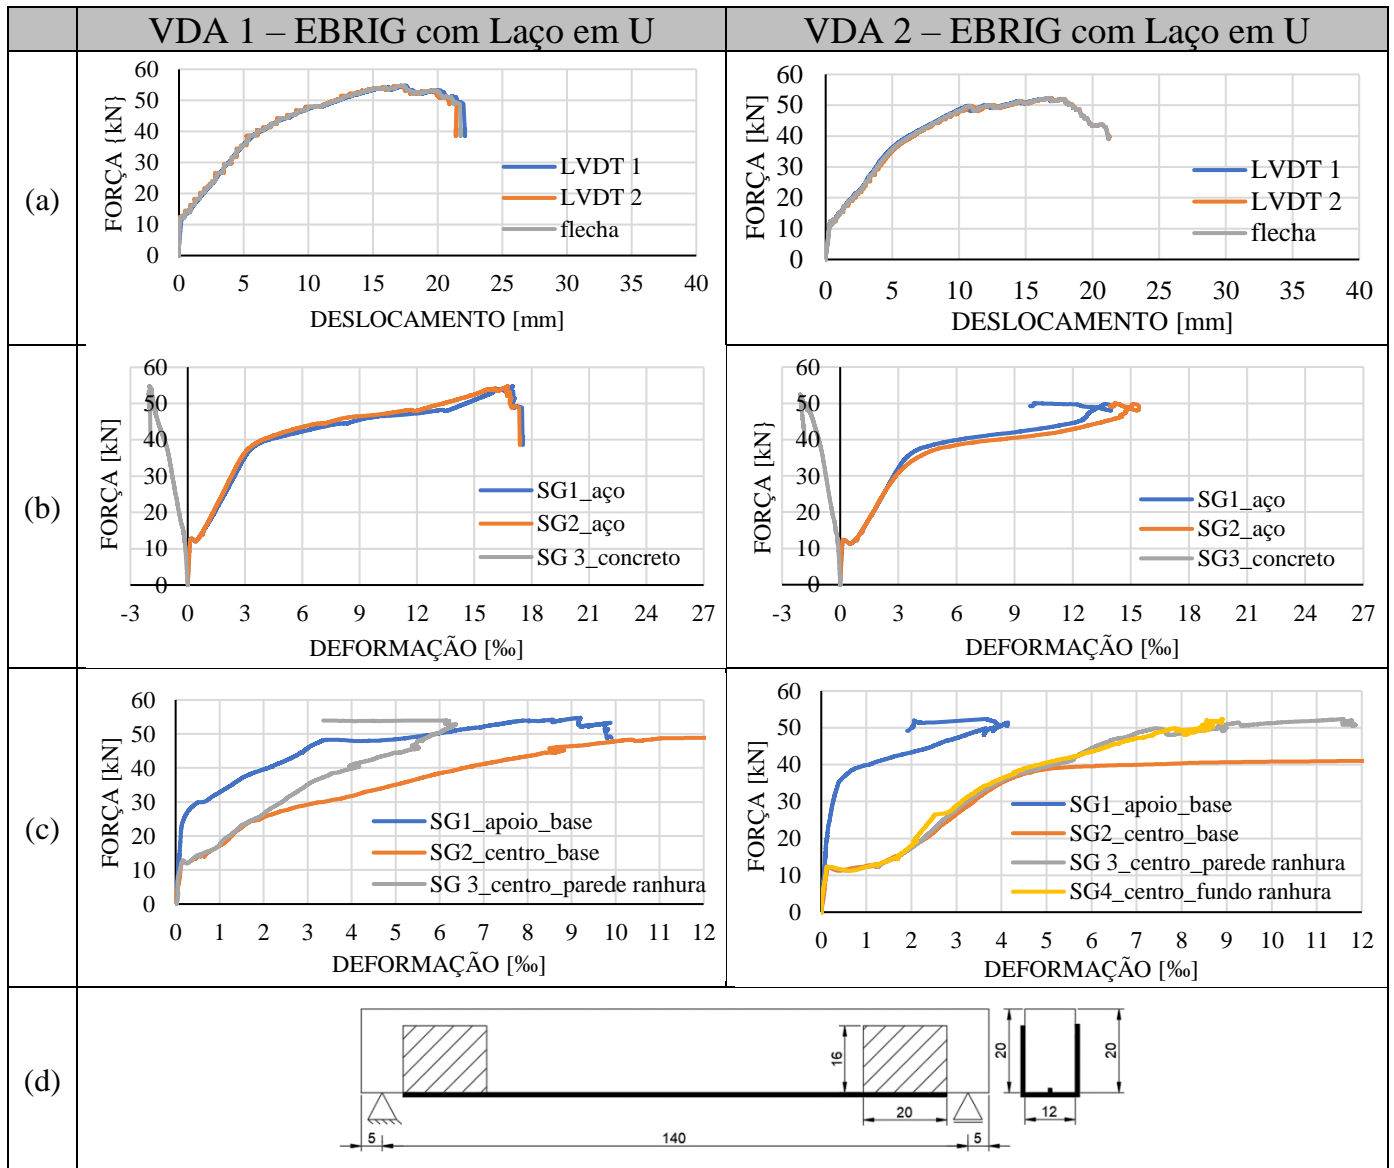 VDA 1 – EBRIG com Laço em U
VDA 2 – EBRIG com Laço em U
(a)
FORÇA {kN}
60
50
40
30
20
10
0
LVDT 1
LVDT 2
flecha
0 5 10 15 20 25 30 35 40
DESLOCAMENTO [mm]
FORÇA [kN]
60
50
40
30
20
10
0
LVDT 1
LVDT 2
flecha
0 5 10 15 20 25 30 35 40
DESLOCAMENTO [mm]
(b)
FORÇA [kN]
60
50
40
30
20
10
0
SG1_aço
SG2_aço
SG 3_concreto
-3 0 3 6 9 12 15 18 21 24 27
DEFORMAÇÃO [‰]
FORÇA [kN}
60
50
40
30
20
10
0
SG1_aço
SG2_aço
SG3_concreto
-3 0 3 6 9 12 15 18 21 24 27
DEFORMAÇÃO [‰]
(c)
FORÇA [kN]
60
50
40
30
20
10
0
SG1_apoio_base
SG2_centro_base
SG 3_centro_parede ranhura
0 1 2 3 4 5 6 7 8 9 10 11 12
DEFORMAÇÃO [‰]
FORÇA [kN]
60
50
40
30
20
10
0
SG1_apoio_base
SG2_centro_base
SG 3_centro_parede ranhura
SG4_centro_fundo ranhura
0 1 2 3 4 5 6 7 8 9 10 11 12
DEFORMAÇÃO [‰]
(d)
16
20
20
20
12
5
140
5